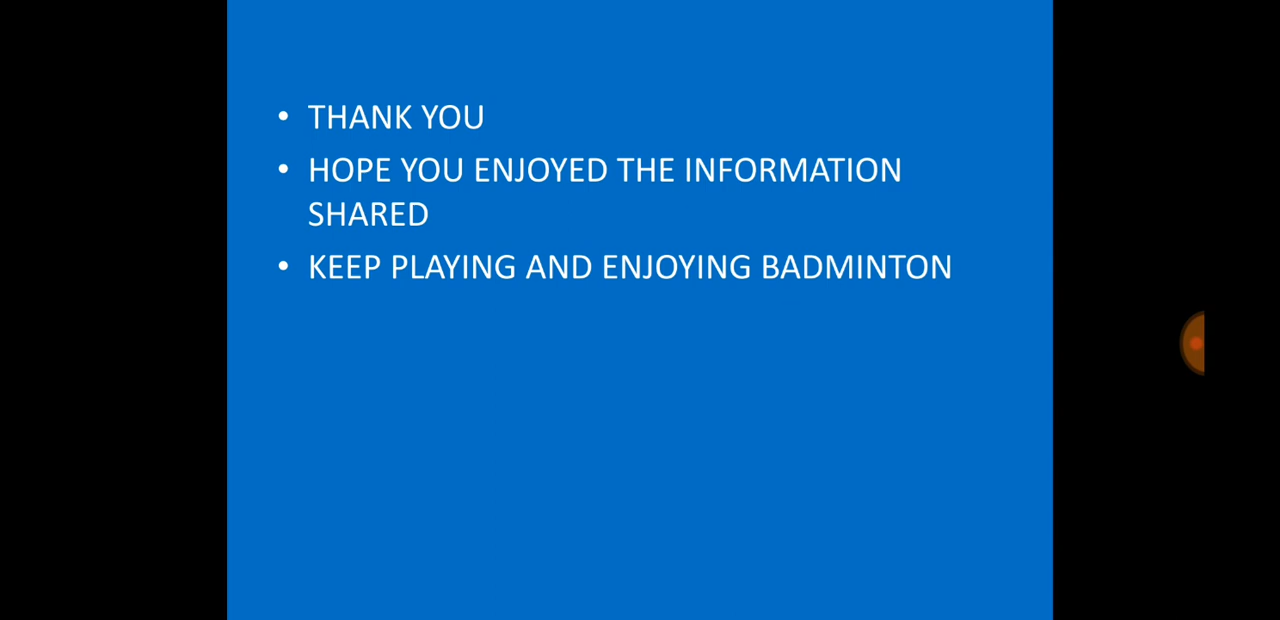 • THANK YOU
• HOPE YOU ENJOYED THE INFORMATION
SHARED
• KEEP PLAYING AND ENJOYING BADMINTON